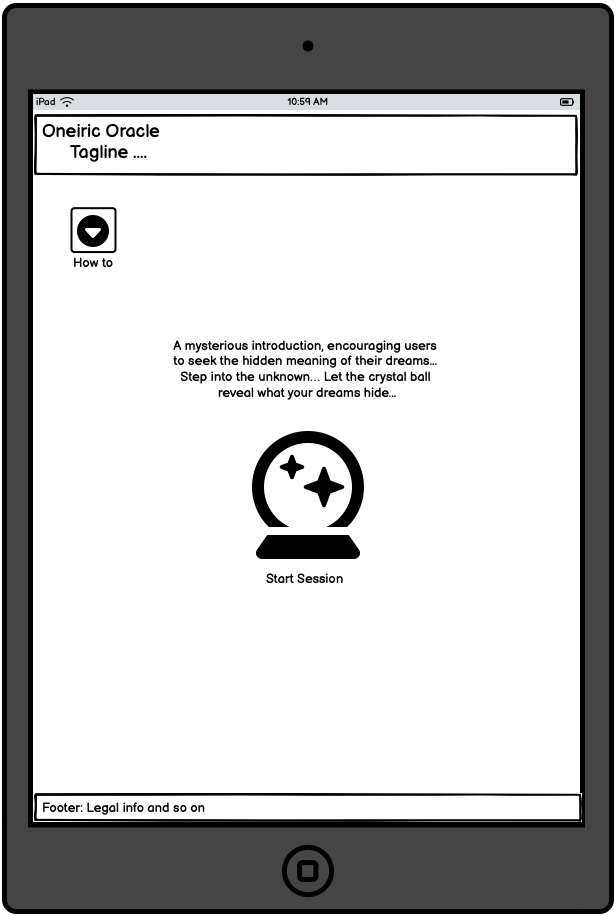 iPad
10:59 AM
Oneiric Oracle
Tagline ....
How to
A mysterious introduction, encouraging users
to seek the hidden meaning of their dreams...
Step into the unknown... Let the crystal ball
reveal what your dreams hide...
Start Session
Footer: Legal info and so on